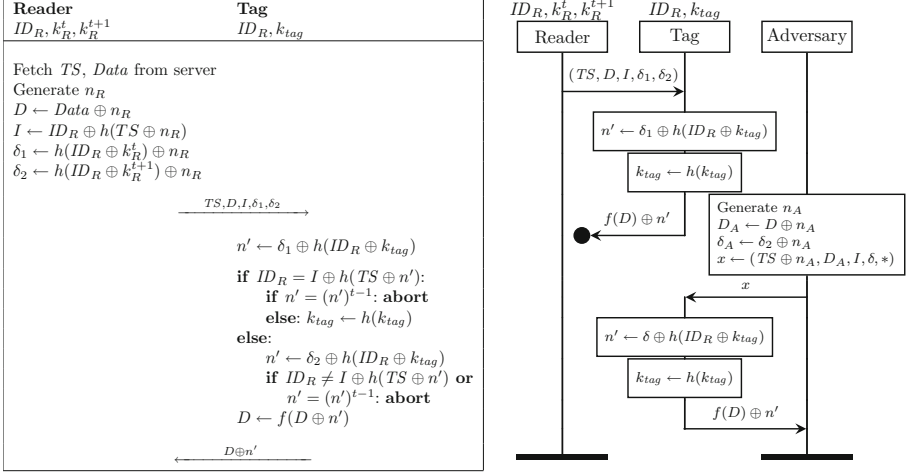 Reader Tag
ID_R, k_R^t, k_R^{t+1} ID_R, k_{tag}
Fetch TS, Data from server
Generate n_R
D ← Data ⊕ n_R
I ← ID_R ⊕ h(TS ⊕ n_R)
δ_1 ← h(ID_R ⊕ k_R^t) ⊕ n_R
δ_2 ← h(ID_R ⊕ k_R^{t+1}) ⊕ n_R
TS,D,I,δ_1,δ_2
n′ ← δ_1 ⊕ h(ID_R ⊕ k_{tag})
if ID_R = I ⊕ h(TS ⊕ n′):
if n′ = (n′)^{t−1}: abort
else: k_{tag} ← h(k_{tag})
else:
n′ ← δ_2 ⊕ h(ID_R ⊕ k_{tag})
if ID_R ≠ I ⊕ h(TS ⊕ n′) or
n′ = (n′)^{t−1}: abort
D ← f(D ⊕ n′)
D⊕n′
ID_R, k_R^t, k_R^{t+1} ID_R, k_{tag}
Reader Tag Adversary
(TS, D, I, δ_1, δ_2)
n′ ← δ_1 ⊕ h(ID_R ⊕ k_{tag})
k_{tag} ← h(k_{tag})
f(D) ⊕ n′
Generate n_A
D_A ← D ⊕ n_A
δ_A ← δ_2 ⊕ n_A
x ← (TS ⊕ n_A, D_A, I, δ, *)
x
n′ ← δ ⊕ h(ID_R ⊕ k_{tag})
k_{tag} ← h(k_{tag})
f(D) ⊕ n′